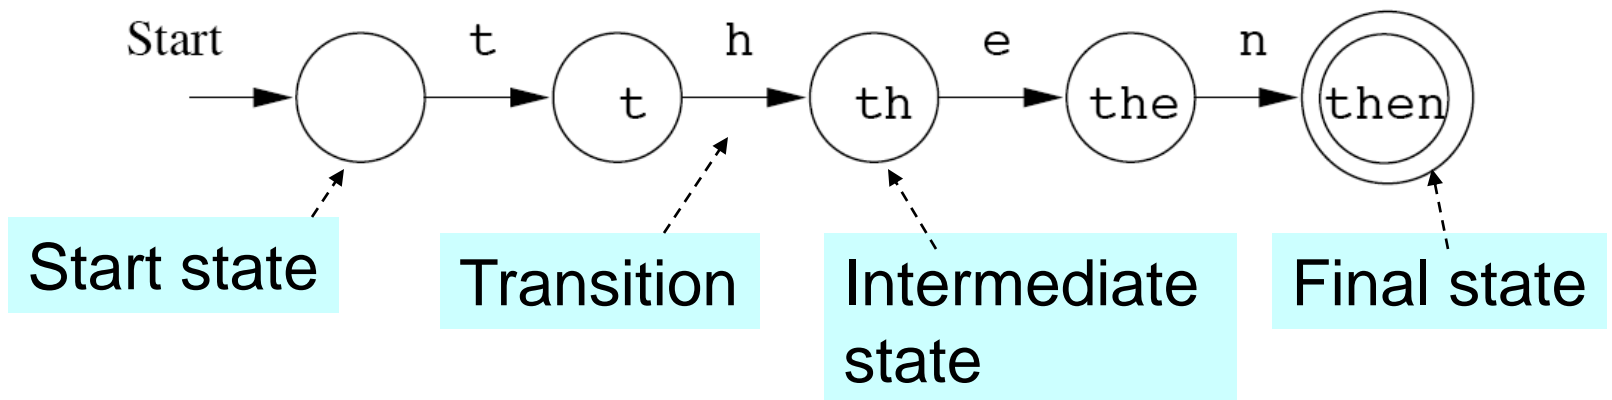 Start t h e n
t th the then
Start state Transition Intermediate Final state
state